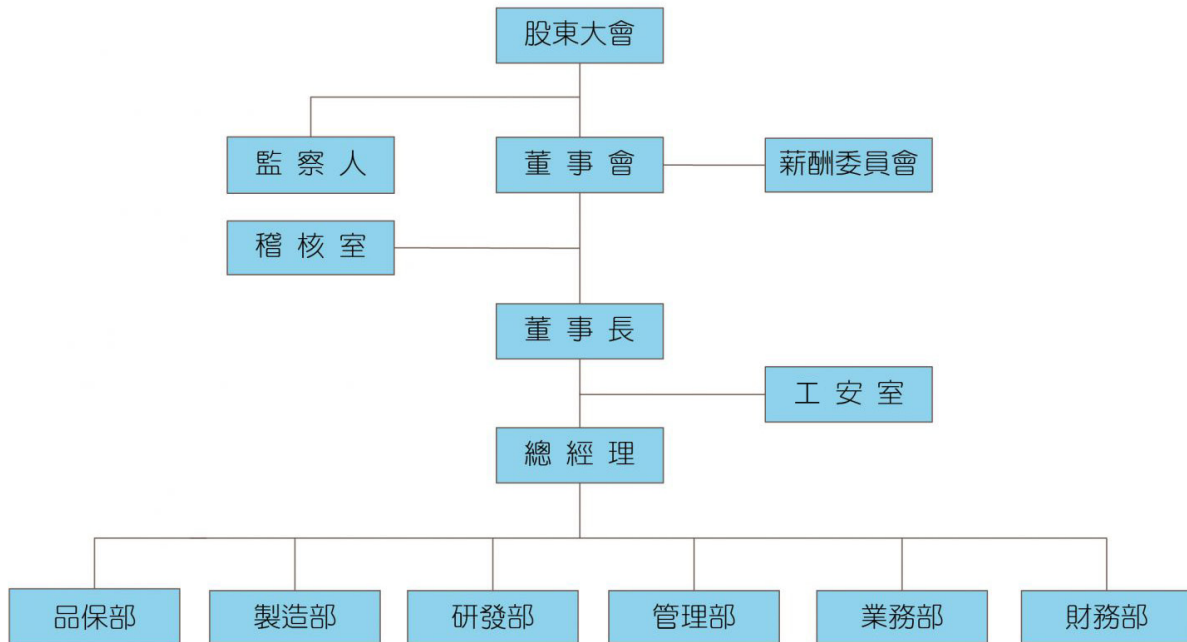 股東大會
監察人
董事會
薪酬委員會
稽核室
董事長
工安室
總經理
品保部
製造部
研發部
管理部
業務部
財務部